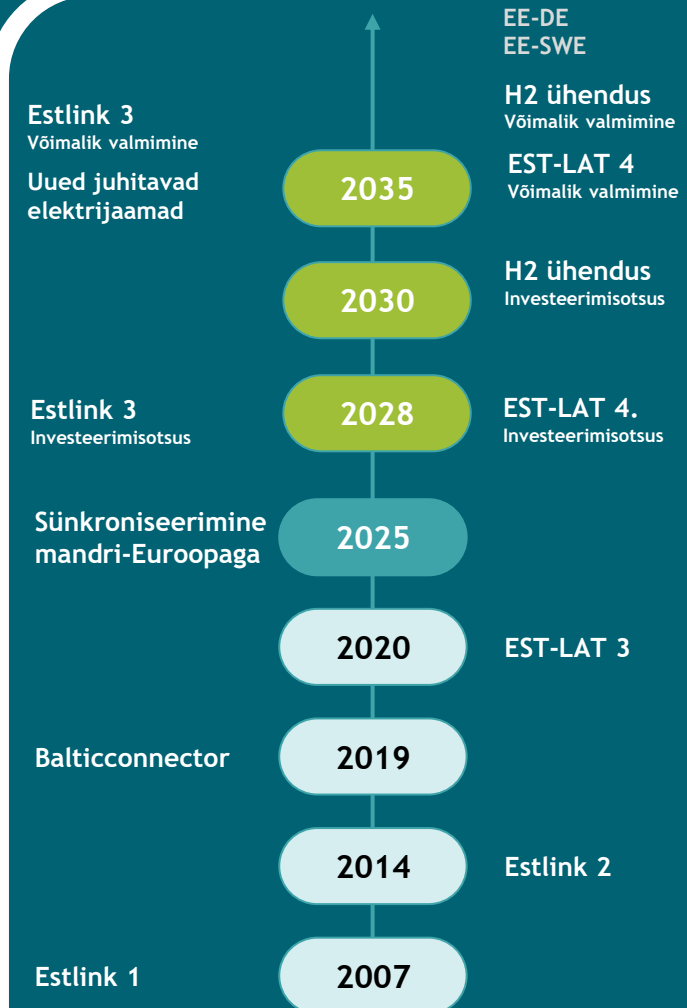 EE-DE
EE-SWE
Estlink 3
Võimalik valmimine
Uued juhitavad
elektrijaamad
2035
H2 ühendus
Võimalik valmimine
EST-LAT 4
Võimalik valmimine
2030
H2 ühendus
Investeerimisotsus
Estlink 3
Investeerimisotsus
2028
EST-LAT 4.
Investeerimisotsus
Sünkroniseerimine
mandri-Euroopaga
2025
2020
EST-LAT 3
Balticconnector
2019
2014
Estlink 2
Estlink 1
2007